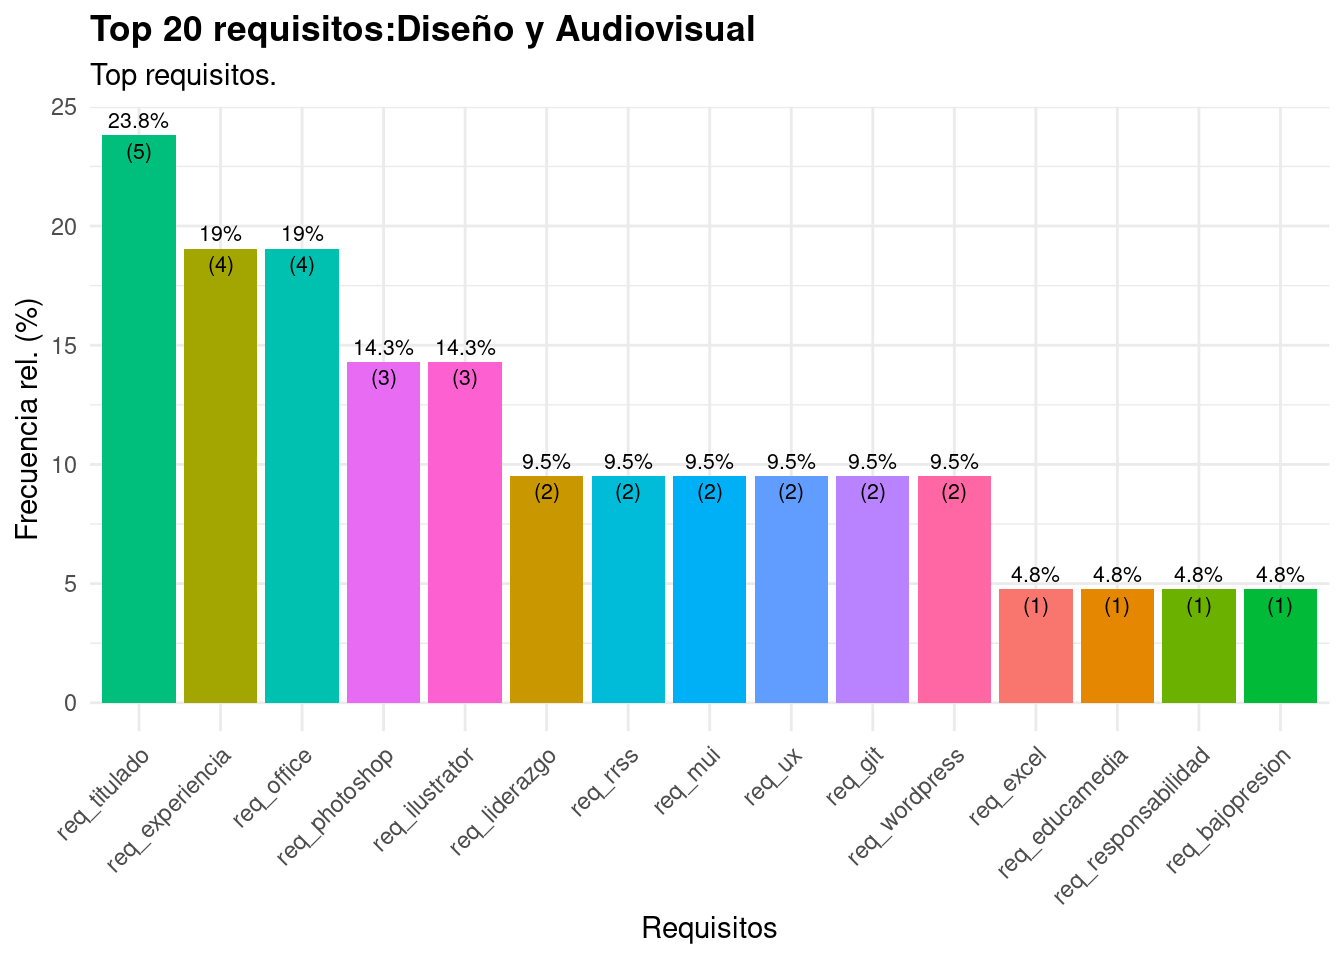 Top 20 requisitos:Diseño y Audiovisual
Top requisitos.
Frecuencia rel. (%)
25
20
15
10
5
0
23.8%
(5)
19%
(4)
19%
(4)
14.3%
(3)
14.3%
(3)
9.5%
(2)
9.5%
(2)
9.5%
(2)
9.5%
(2)
9.5%
(2)
9.5%
(2)
4.8%
(1)
4.8%
(1)
4.8%
(1)
4.8%
(1)
req_titulado
req_experiencia
req_office
req_photoshop
req_ilustrator
req_liderazgo
req_rrss
req_mui
req_ux
req_git
req_wordpress
req_excel
req_educamedia
req_responsabilidad
req_bajopresion
Requisitos